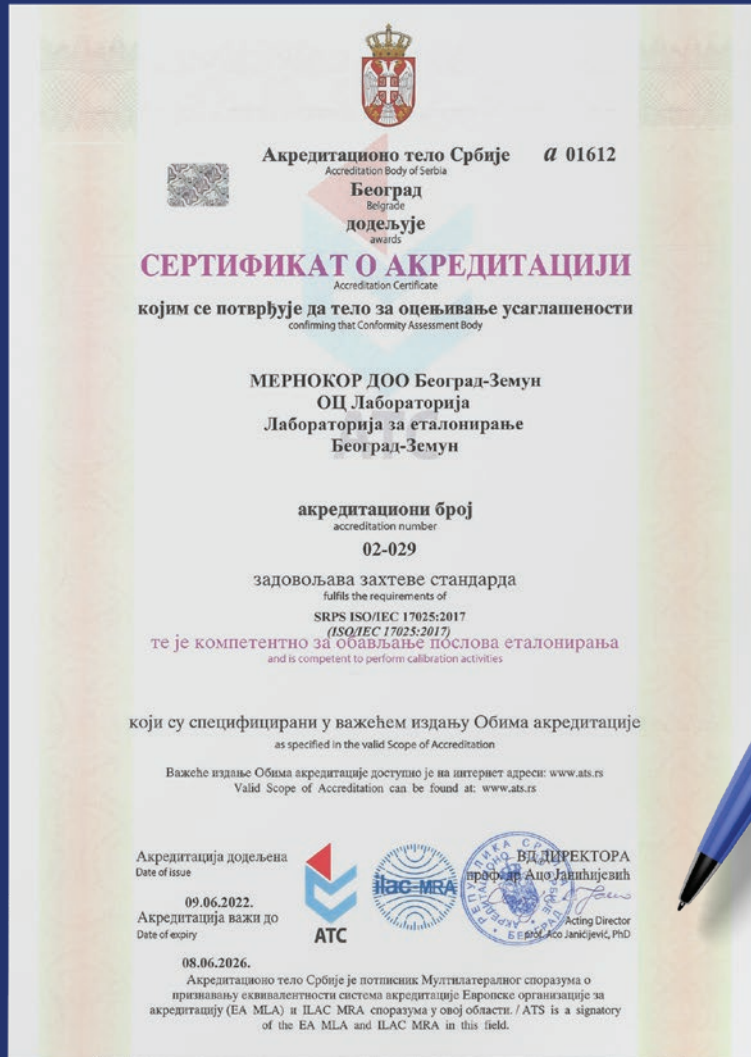 Акредитационо тело Србије а 01612
Accreditation Body of Serbia
Београд
Belgrade
додељује
awards
СЕРТИФИКАТ О АКРЕДИТАЦИЈИ
Accreditation Certificate
којим се потврђује да тело за оцењивање усаглашености
confirming that Conformity Assessment Body
МЕРНОКОР ДОО Београд-Земун
ОЦ Лабораторија
Лабораторија за еталонирање
Београд-Земун
АТС
акредитациони број
accreditation number
02-029
задовољава захтеве стандарда
fulfils the requirements of
SRPS ISO/IEC 17025:2017
(ISO/IEC 17025:2017)
те је компетентно за обављање послова еталонирања
and is competent to perform calibration activities
који су специфицирани у важећем издању Обима акредитације
as specified in the valid Scope of Accreditation
Важеће издање Обима акредитације доступно је на интернет адреси: www.ats.rs
Valid Scope of Accreditation can be found at: www.ats.rs
Акредитација додељена
Date of issue
09.06.2022.
Акредитација важи до
Date of expiry
08.06.2026.
АТС
ilac-MRA
ВД ДИРЕКТОРА
проф. др Ацо Јанићијевић
Acting Director
prof. Aco Janićijević, PhD
Акредитационо тело Србије је потписник Мултилатералног споразума о
признавању еквивалентности система акредитације Европске организације за
акредитацију (EA MLA) и ILAC MRA споразума у овој области. / ATS is a signatory
of the EA MLA and ILAC MRA in this field.